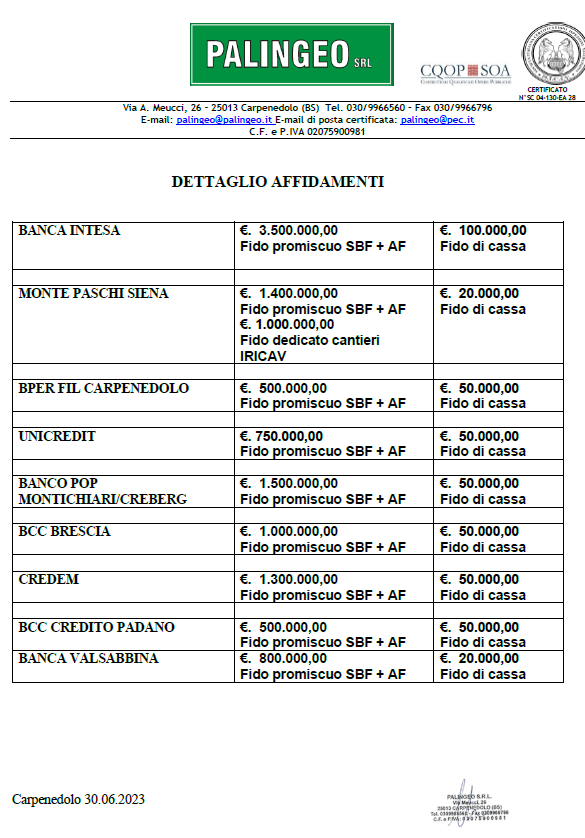 PALINGEO SRL
CQOP SOA
CERTIFICATO
N°SC 04-130-EA 28
Via A. Meucci, 26 – 25013 Carpenedolo (BS) Tel. 030/9966560 – Fax 030/9966796
E-mail: palingeo@palingeo.it E-mail di posta certificata: palingeo@pec.it
C.F. e P.IVA 02075900981
DETTAGLIO AFFIDAMENTI
BANCA INTESA €. 3.500.000,00 €. 100.000,00
Fido promiscuo SBF + AF Fido di cassa
MONTE PASCHI SIENA €. 1.400.000,00 €. 20.000,00
Fido promiscuo SBF + AF Fido di cassa
€. 1.000.000,00
Fido dedicato cantieri
IRICAV
BPER FIL CARPENEDOLO €. 500.000,00 €. 50.000,00
Fido promiscuo SBF + AF Fido di cassa
UNICREDIT €. 750.000,00 €. 50.000,00
Fido promiscuo SBF + AF Fido di cassa
BANCO POP €. 1.500.000,00 €. 50.000,00
MONTICHIARI/CREBERG Fido promiscuo SBF + AF Fido di cassa
BCC BRESCIA €. 1.000.000,00 €. 50.000,00
Fido promiscuo SBF + AF Fido di cassa
CREDEM €. 1.300.000,00 €. 50.000,00
Fido promiscuo SBF + AF Fido di cassa
BCC CREDITO PADANO €. 500.000,00 €. 50.000,00
Fido promiscuo SBF + AF Fido di cassa
BANCA VALSABBINA €. 800.000,00 €. 20.000,00
Fido promiscuo SBF + AF Fido di cassa
Carpenedolo 30.06.2023
PALINGEO S.R.L.
Via Meucci, 26
25013 CARPENEDOLO (BS)
Tel. 030/9966560 - Fax 030/9966796
C.F. e P.IVA: 02075900981